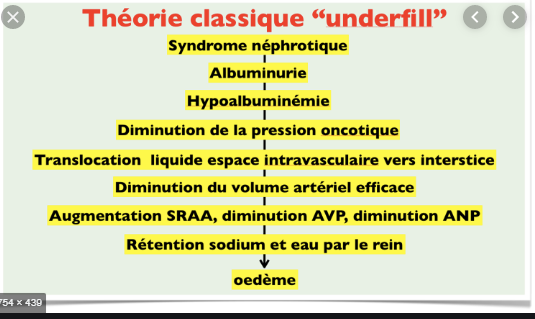 Théorie classique “underfill”
Syndrome néphrotique
Albuminurie
Hypoalbuminémie
Diminution de la pression oncotique
Translocation liquide espace intravasculaire vers interstice
Diminution du volume artériel efficace
Augmentation SRAA, diminution AVP, diminution ANP
Rétention sodium et eau par le rein
oedème
754 × 439